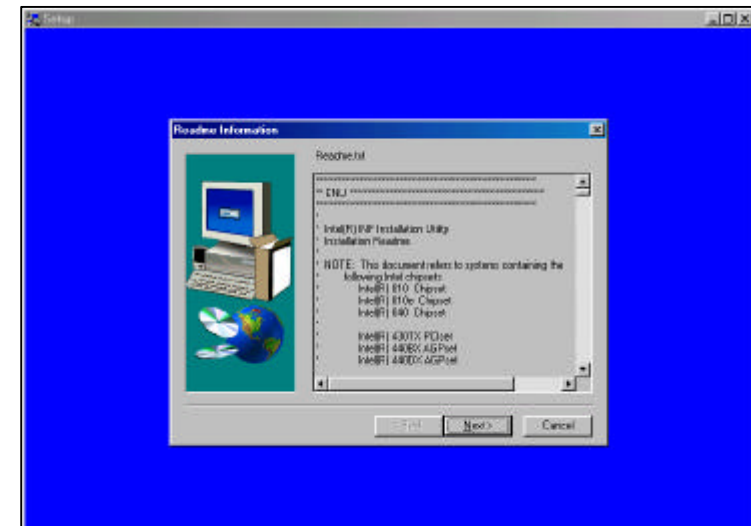 Setup
Readme Information
Readme.txt
**************************************************
** ENU **********************************************
**************************************************
*
* Intel(R) INF Installation Utility
* Installation Readme
*
* NOTE: This document refers to systems containing the
* following Intel chipsets
* Intel(R) 810 Chipset
* Intel(R) 810e Chipset
* Intel(R) 840 Chipset
*
* Intel(R) 430TX PCIset
* Intel(R) 440BX AGPset
* Intel(R) 440DX AGPset
< Back
Next >
Cancel